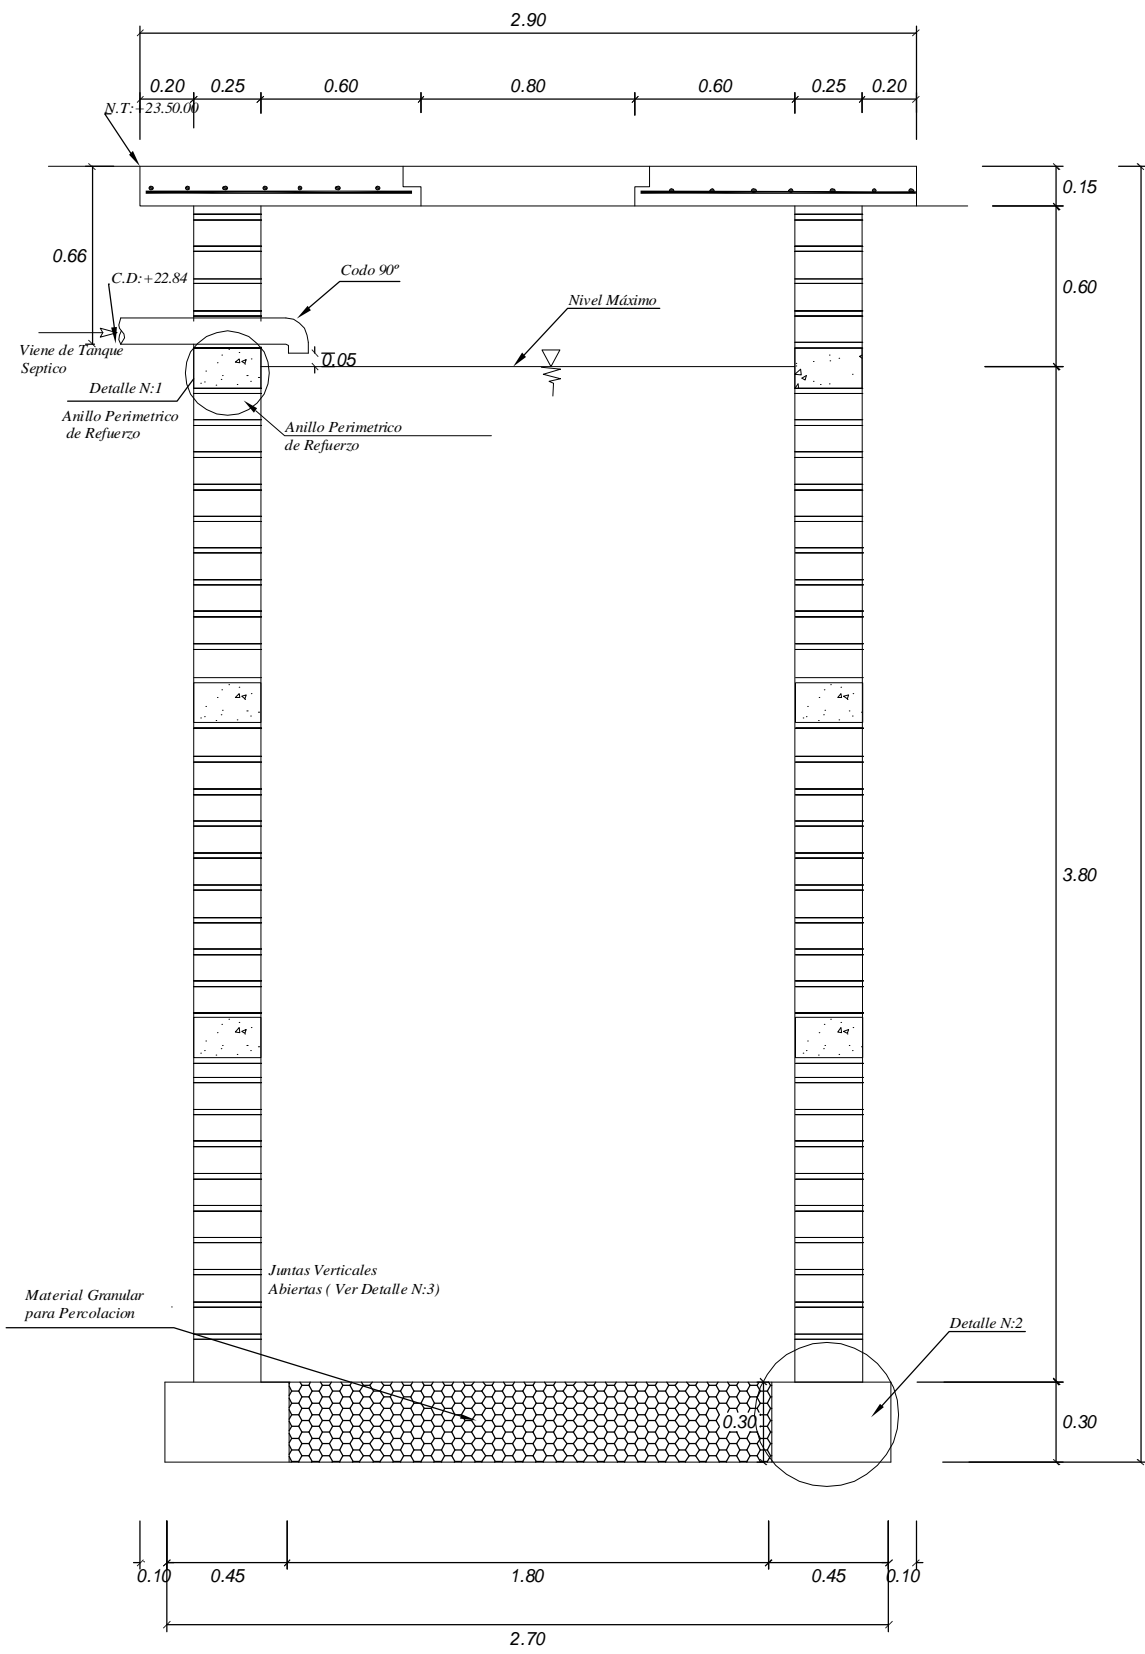 2.90
0.20 0.25 0.60 0.80 0.60 0.25 0.20
N.T:+23.50.00
0.15
0.66
C.D:+22.84
Codo 90º
0.60
Nivel Máximo
Viene de Tanque
Septico
0.05
Detalle N:1
Anillo Perimetrico
de Refuerzo
Anillo Perimetrico
de Refuerzo
3.80
Juntas Verticales
Abiertas ( Ver Detalle N:3)
Material Granular
para Percolacion
Detalle N:2
0.30
0.30
0.10 0.45 1.80 0.45 0.10
2.70